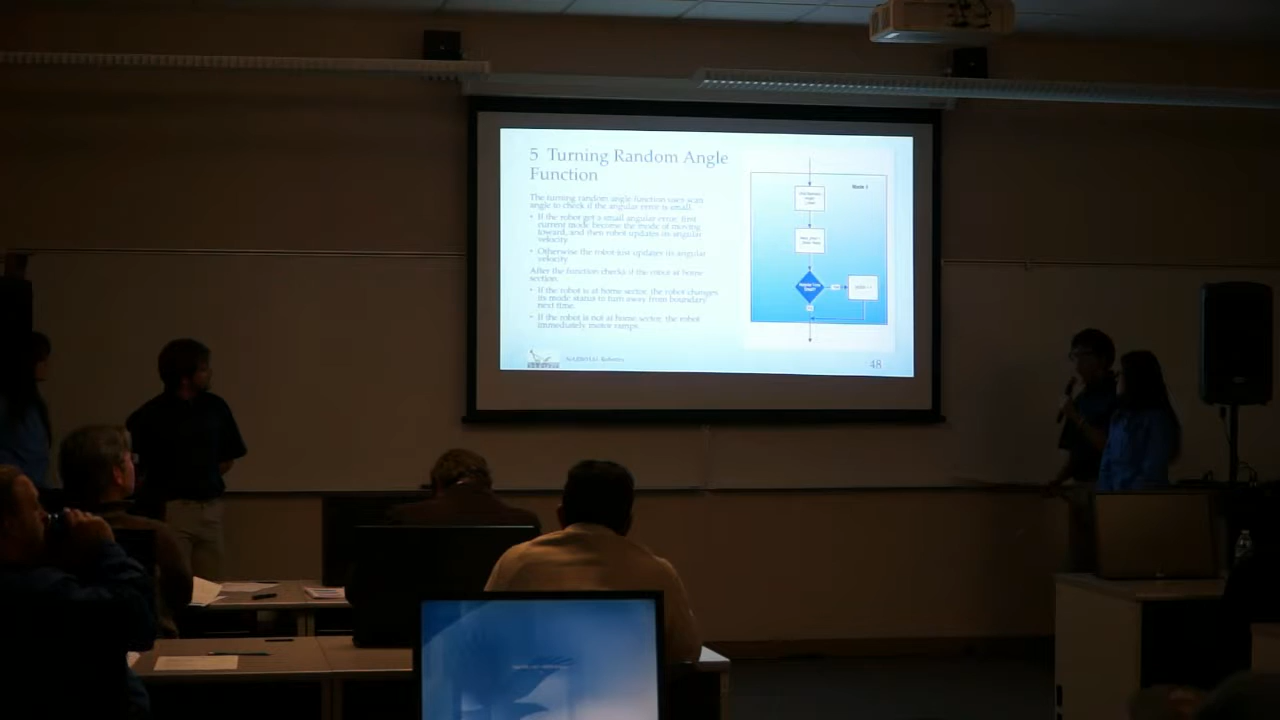 5 Turning Random Angle
Function
The turning random angle function uses scan
angle to check if the angular error is small.
• If the robot get a small angular error, first
current mode become the mode of moving
toward, and then robot updates its angular
velocity
• Otherwise the robot just updates its angular
velocity
After the function checks if the robot at home
section.
• If the robot is at home sector, the robot changes
its mode status to turn away from boundary
next time.
• If the robot is not at home sector, the robot
immediately motor ramps.
Robotics
48